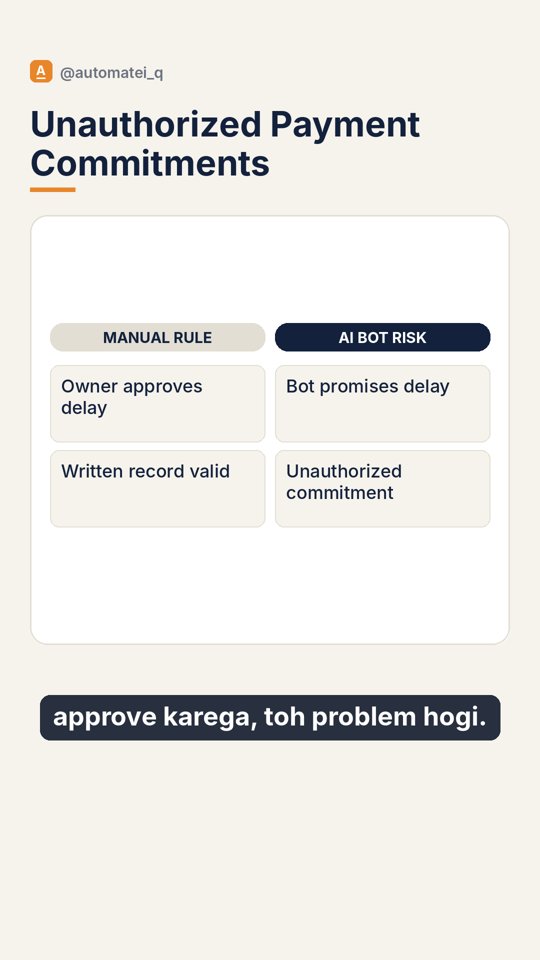 A @automatei_q
Unauthorized Payment
Commitments
MANUAL RULE
AI BOT RISK
Owner approves
delay
Bot promises delay
Written record valid
Unauthorized
commitment
approve karega, toh problem hogi.